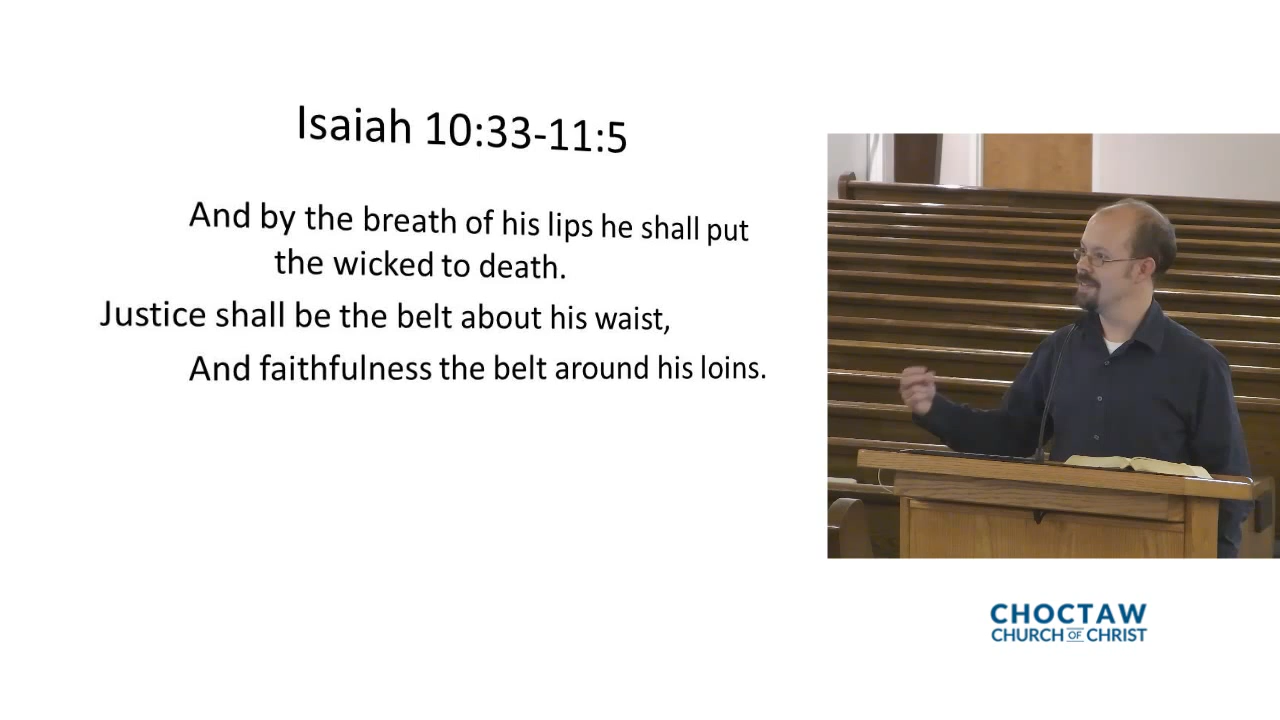 Isaiah 10:33-11:5
And by the breath of his lips he shall put
the wicked to death.
Justice shall be the belt about his waist,
And faithfulness the belt around his loins.
CHOCTAW
CHURCH OF CHRIST